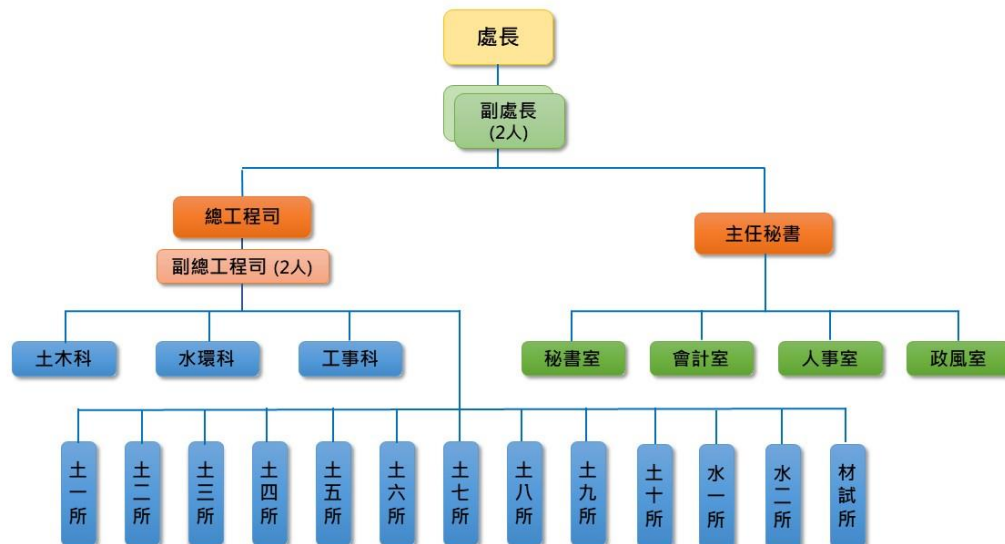 處長
副處長
(2人)
總工程司
主任秘書
副總工程司 (2人)
土木科
水環科
工事科
秘書室
會計室
人事室
政風室
土一所
土二所
土三所
土四所
土五所
土六所
土七所
土八所
土九所
土十所
水一所
水二所
材試所